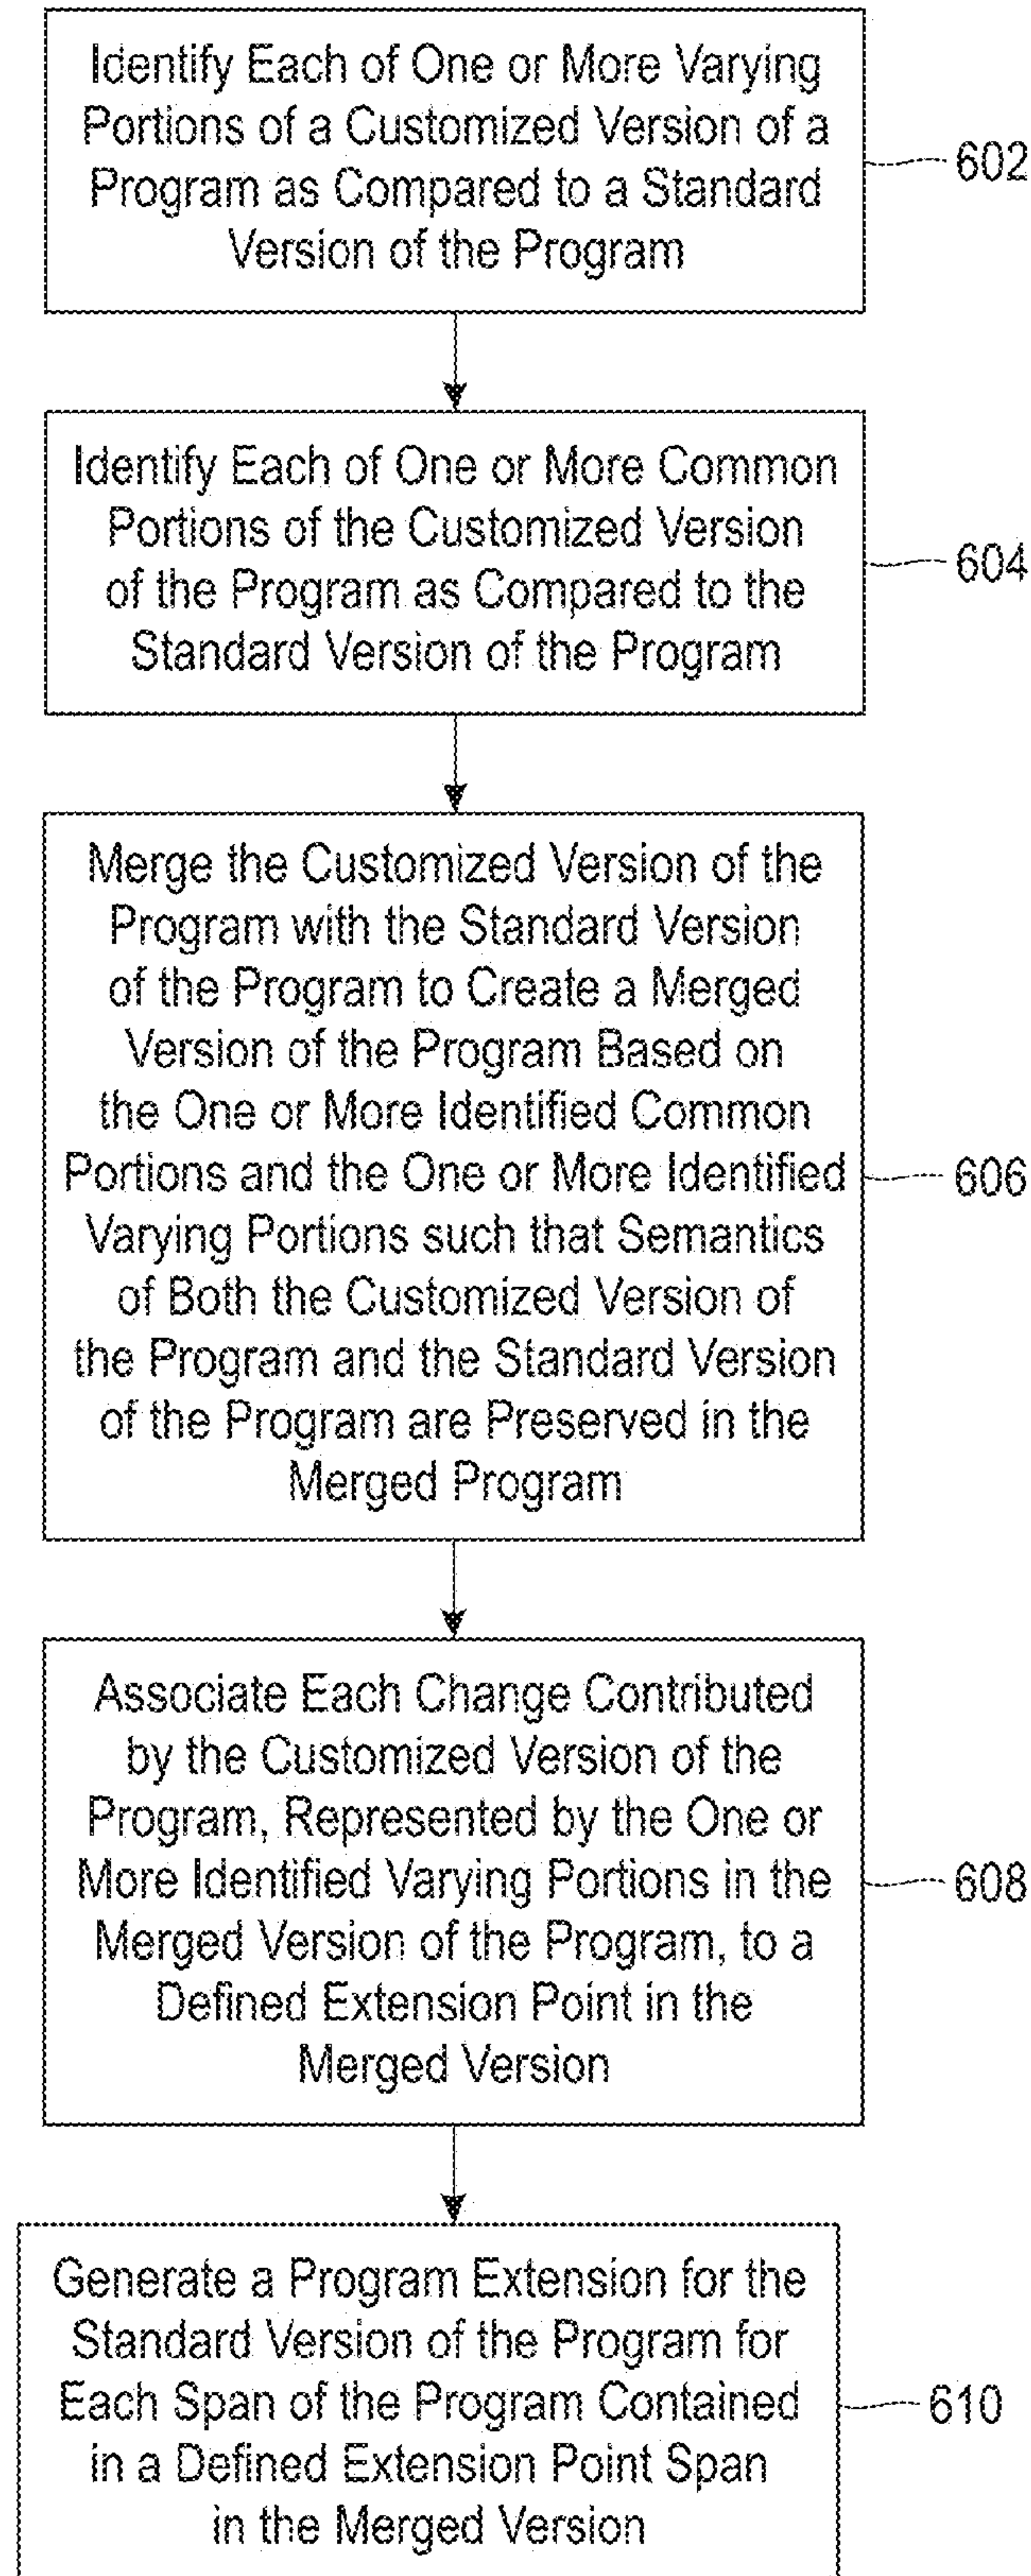 Identify Each of One or More Varying
Portions of a Customized Version of a
Program as Compared to a Standard
Version of the Program
602
Identify Each of One or More Common
Portions of the Customized Version
of the Program as Compared to the
Standard Version of the Program
604
Merge the Customized Version of the
Program with the Standard Version
of the Program to Create a Merged
Version of the Program Based on
the One or More Identified Common
Portions and the One or More Identified
Varying Portions such that Semantics
of Both the Customized Version of
the Program and the Standard Version
of the Program are Preserved in the
Merged Program
606
Associate Each Change Contributed
by the Customized Version of the
Program, Represented by the One or
More Identified Varying Portions in the
Merged Version of the Program, to a
Defined Extension Point in the
Merged Version
608
Generate a Program Extension for the
Standard Version of the Program for
Each Span of the Program Contained
in a Defined Extension Point Span
in the Merged Version
610